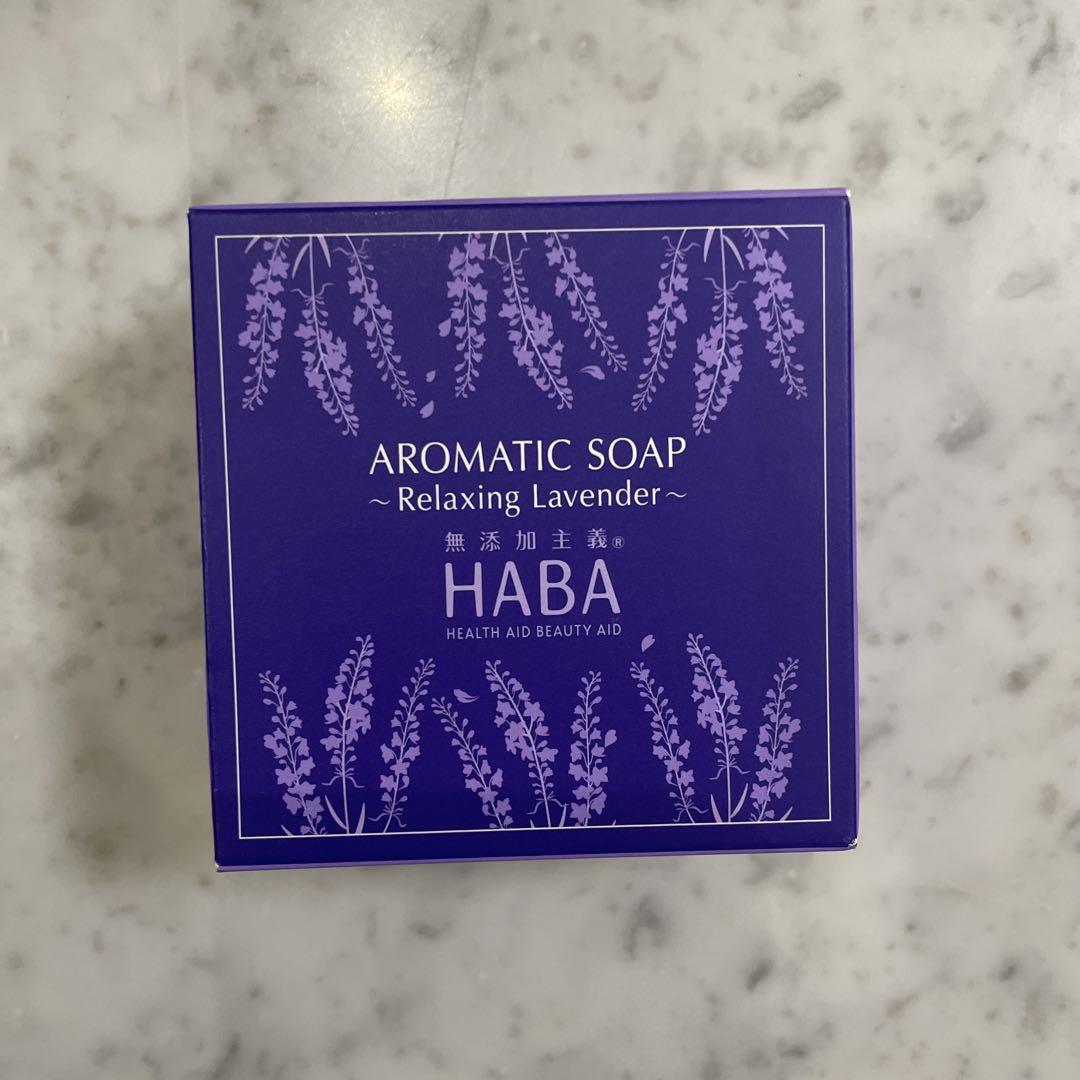 AROMATIC SOAP
～Relaxing Lavender～
無添加主義®
HABA
HEALTH AID BEAUTY AID